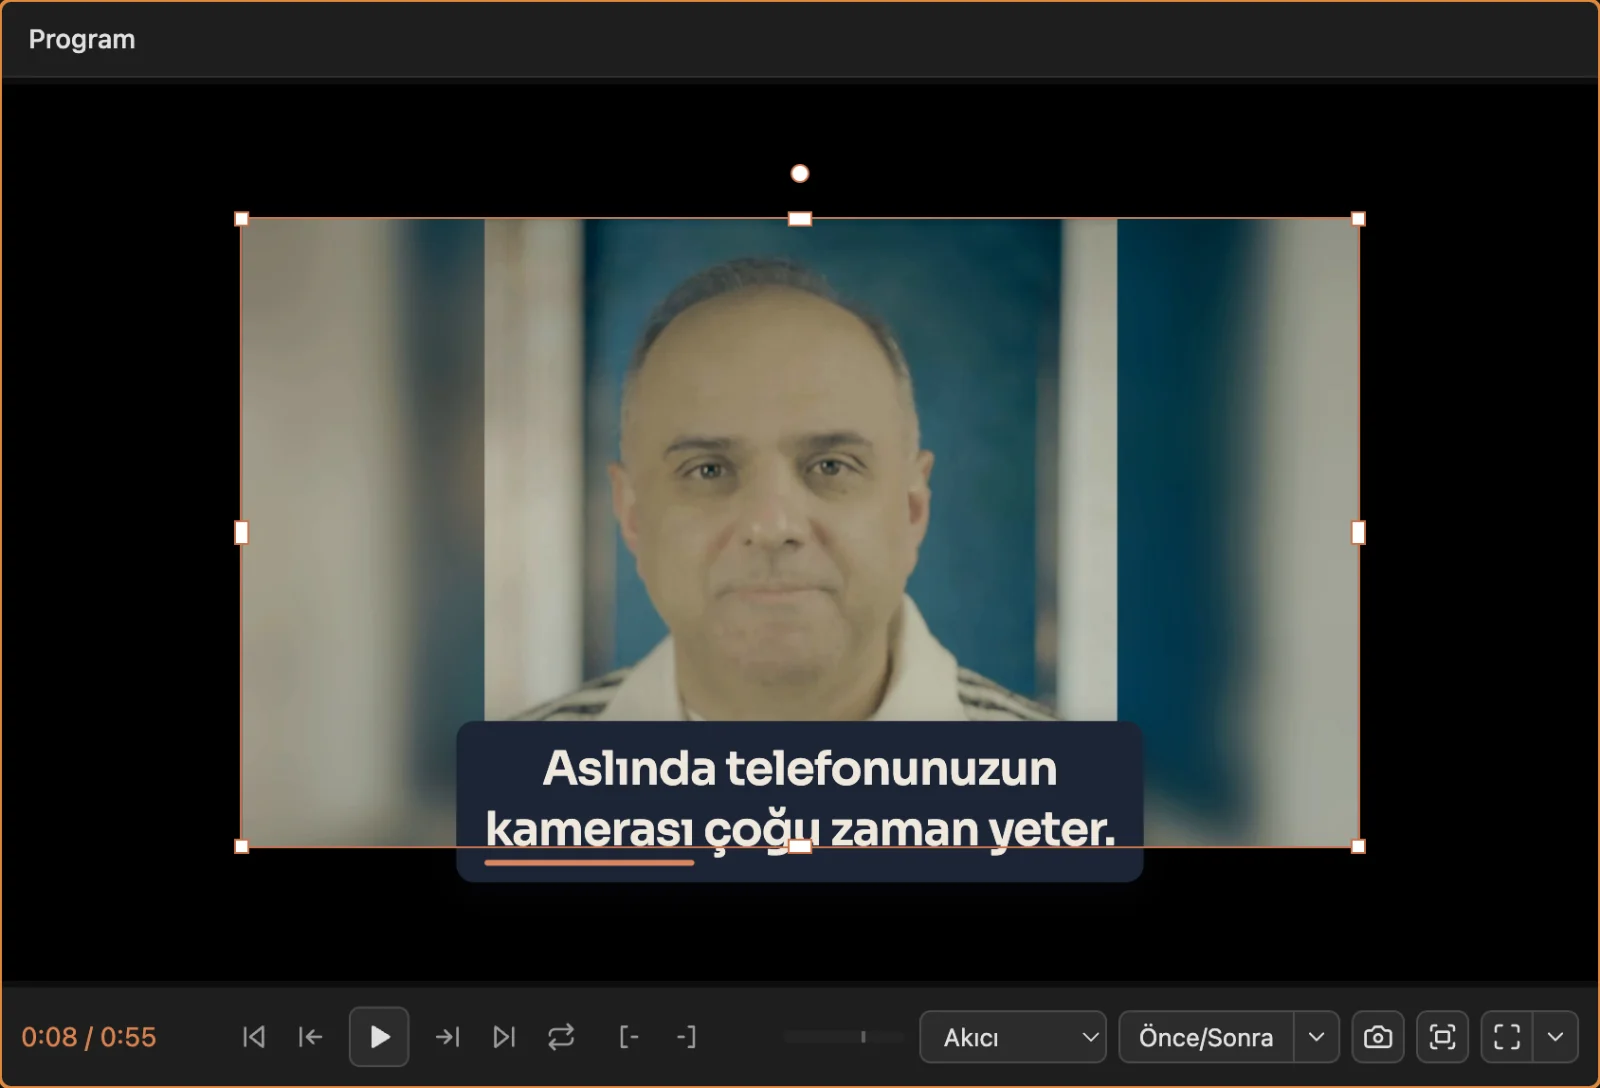 Program
Aslında telefonunuzun
kamerası çoğu zaman yeter.
0:08 / 0:55
Akıcı
Önce/Sonra